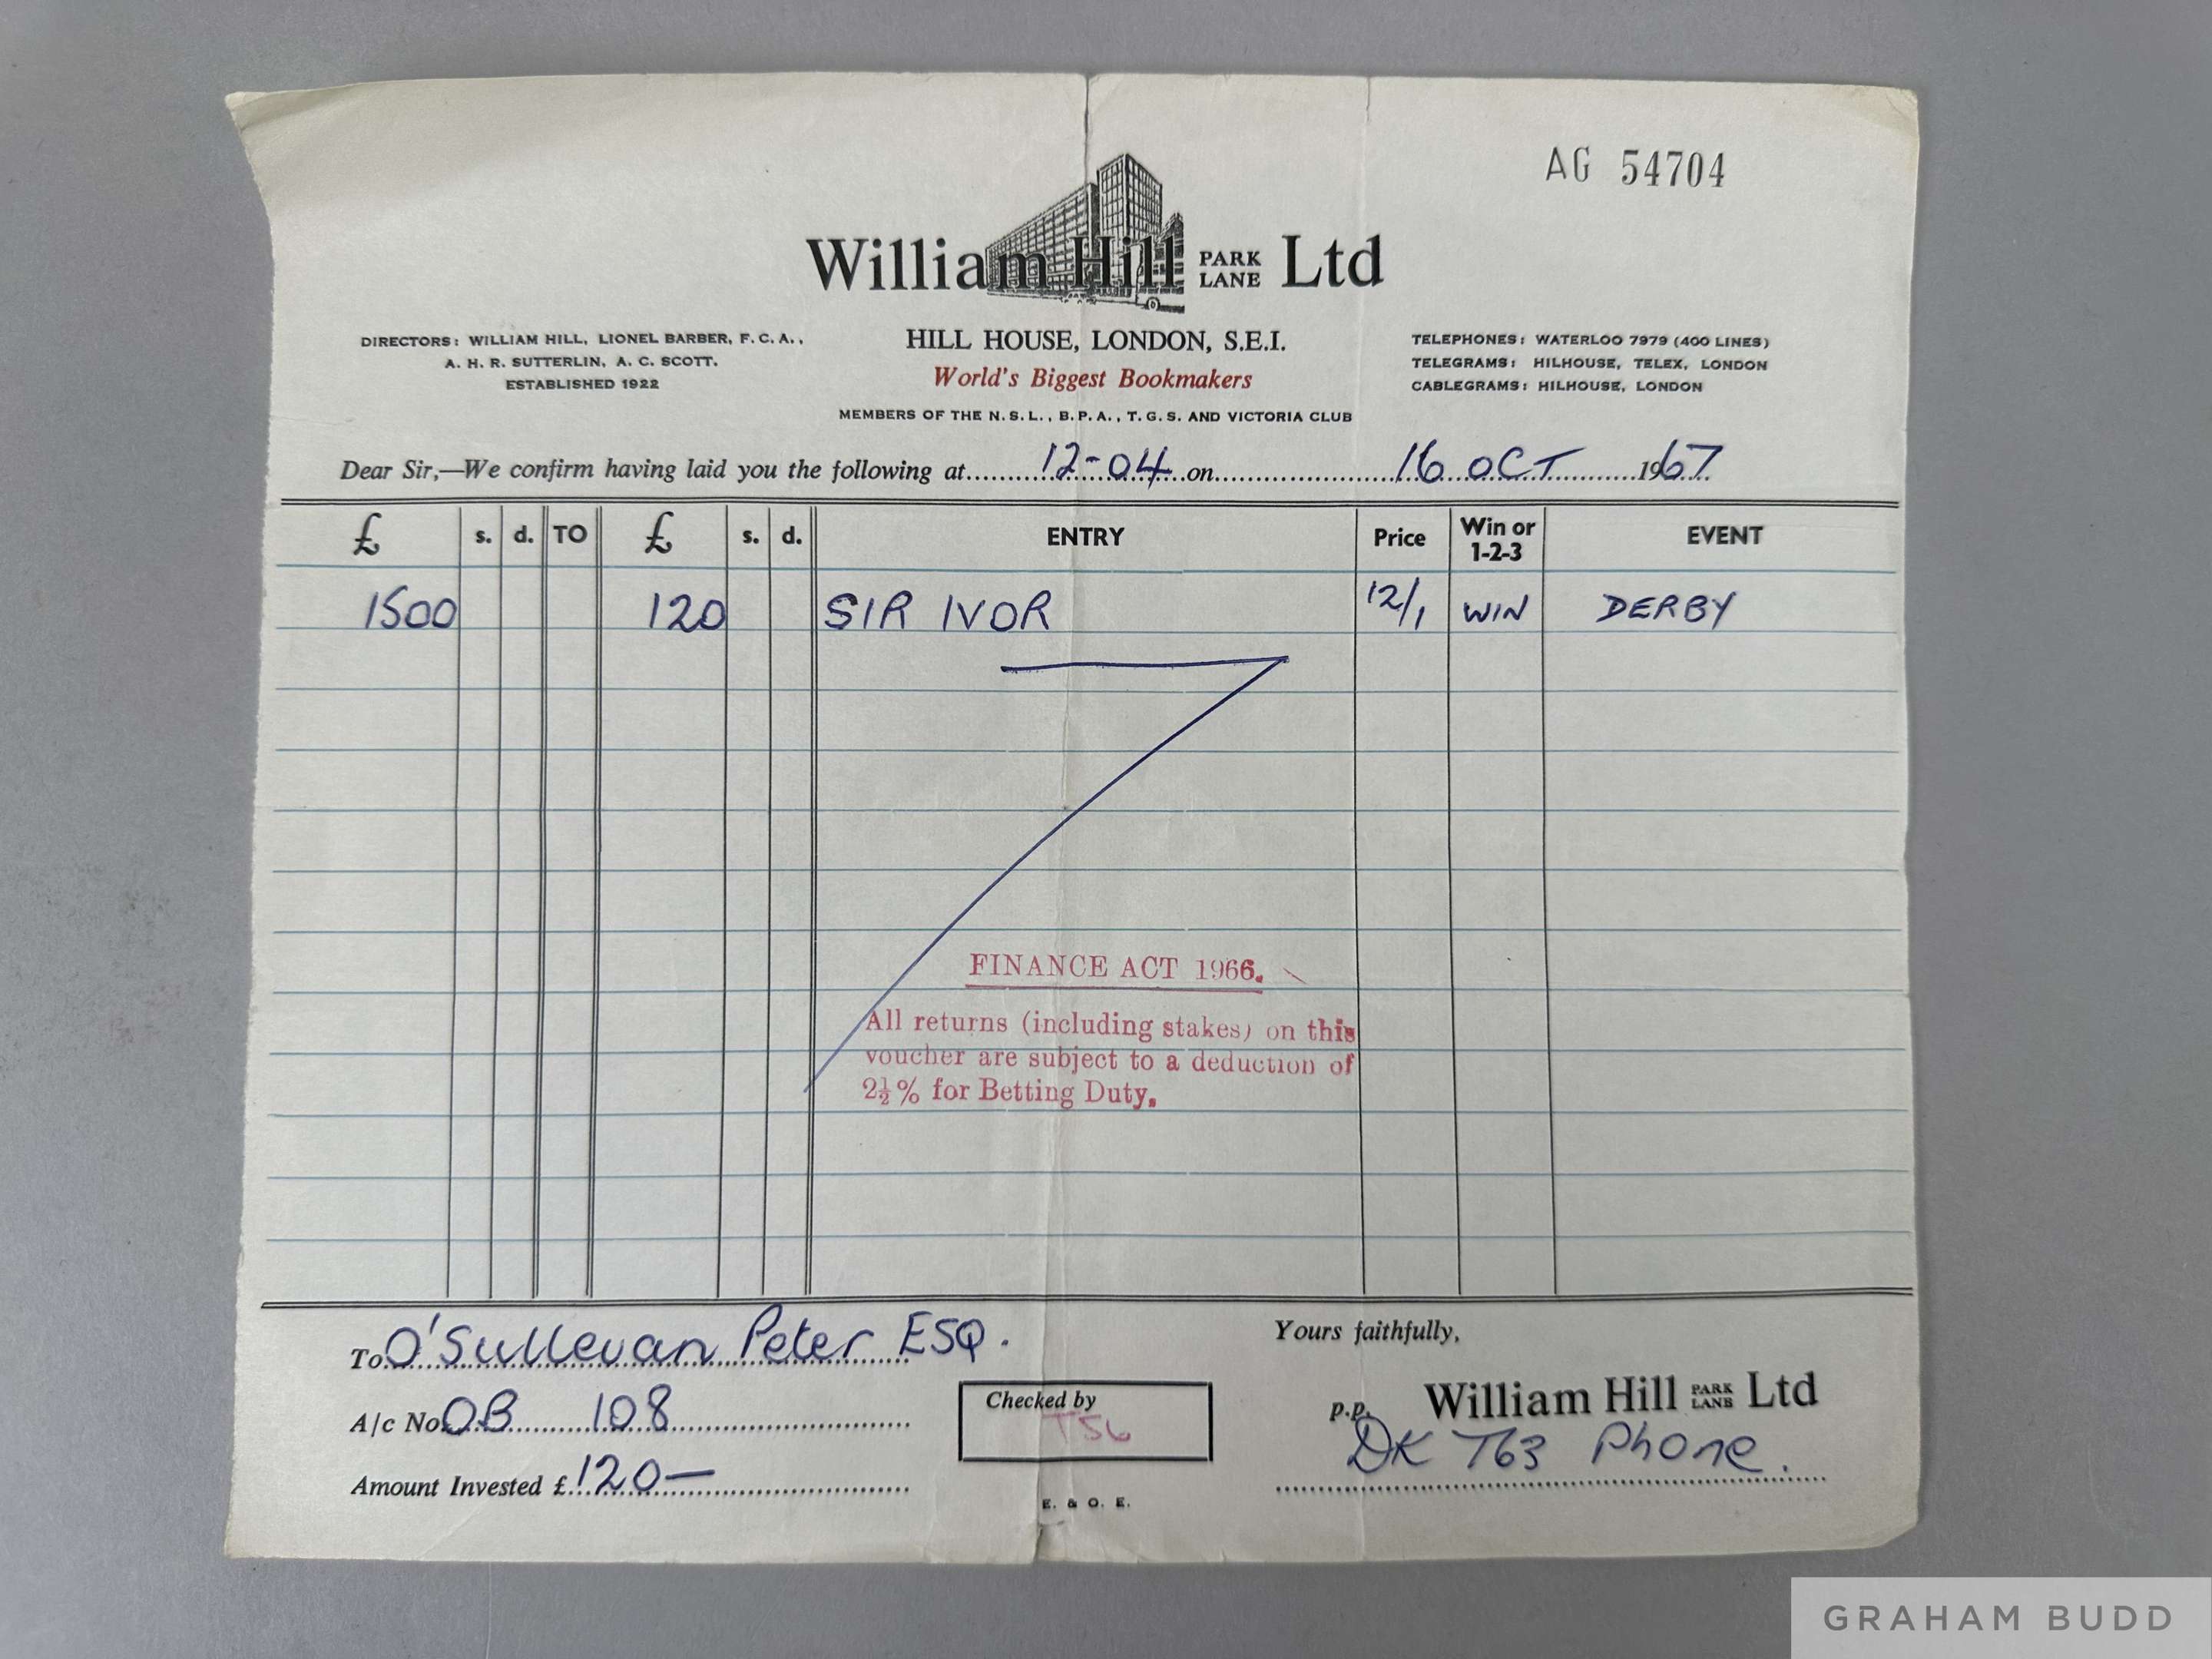 AG 54704
William Hill PARK LANE Ltd
DIRECTORS: WILLIAM HILL, LIONEL BARBER, F.C.A.,
A. H. R. SUTTERLIN, A. C. SCOTT.
ESTABLISHED 1922
HILL HOUSE, LONDON, S.E.I.
World's Biggest Bookmakers
MEMBERS OF THE N.S.L., B.P.A., T.G.S. AND VICTORIA CLUB
TELEPHONES: WATERLOO 7979 (400 LINES)
TELEGRAMS: HILHOUSE, TELEX, LONDON
CABLEGRAMS: HILHOUSE, LONDON
Dear Sir,—We confirm having laid you the following at 12-04 on 16 OCT 1967
£ s. d. TO £ s. d. ENTRY Price Win or 1-2-3 EVENT
1500 120 SIR IVOR 12/1 WIN DERBY
FINANCE ACT 1966.
All returns (including stakes) on this
voucher are subject to a deduction of
2½% for Betting Duty.
To O'Sullevan Peter ESQ.
A/c No. OB 108
Amount Invested £ 120—
Checked by
T56
E. & O. E.
Yours faithfully,
p.p. William Hill PARK LANE Ltd
DK T63 Phone.
GRAHAM BUDD